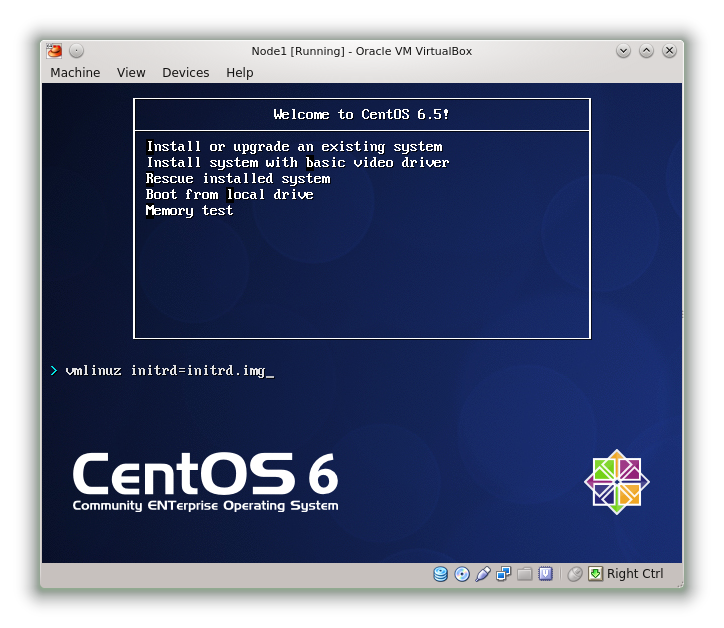 Node1 [Running] - Oracle VM VirtualBox
Machine View Devices Help
Welcome to CentOS 6.5!
Install or upgrade an existing system
Install system with basic video driver
Rescue installed system
Boot from local drive
Memory test
> vmlinuz initrd=initrd.img_
CentOS 6
Community ENTerprise Operating System
Right Ctrl